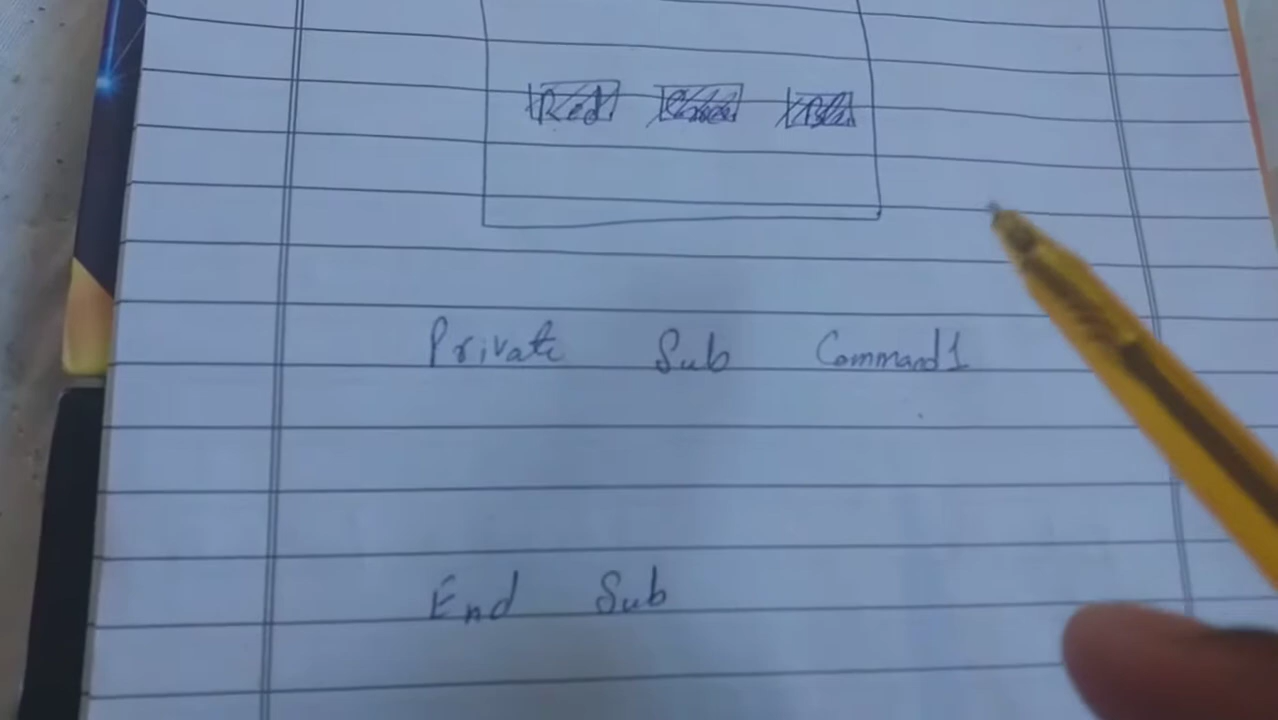 Red
Private Sub Command1
End Sub